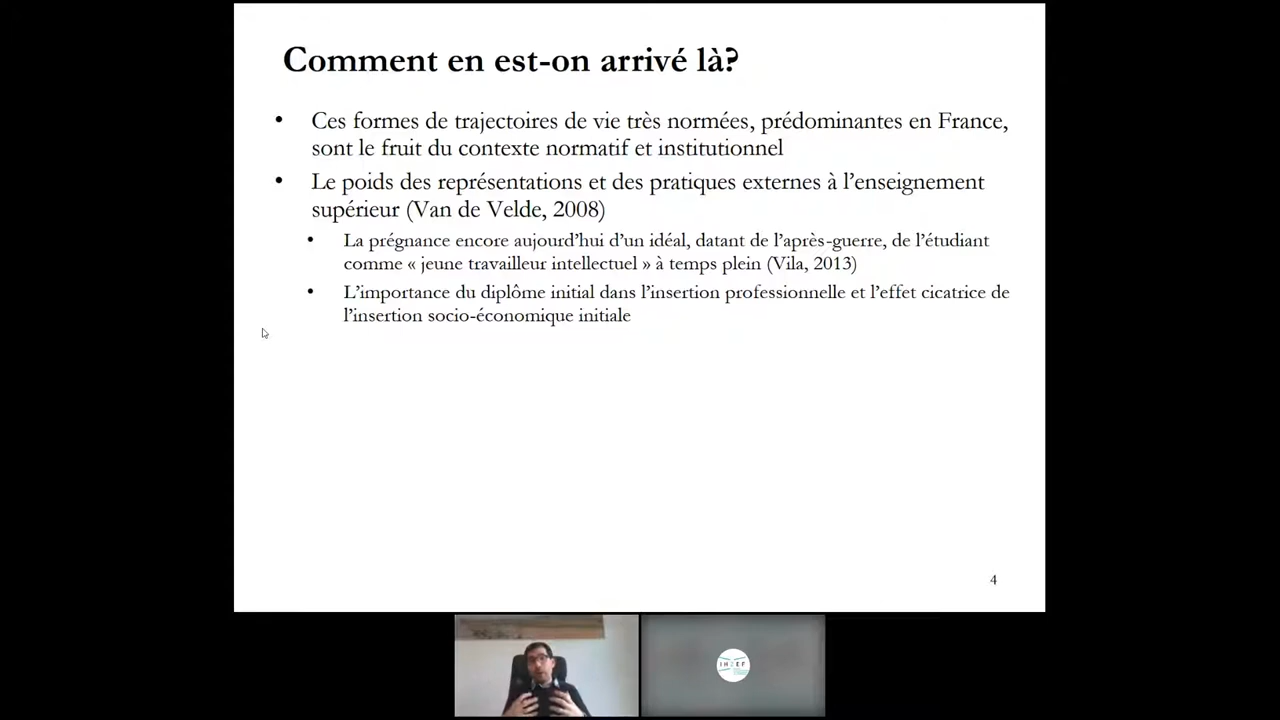 Comment en est-on arrivé là?
• Ces formes de trajectoires de vie très normées, prédominantes en France,
sont le fruit du contexte normatif et institutionnel
• Le poids des représentations et des pratiques externes à l’enseignement
supérieur (Van de Velde, 2008)
• La prégnance encore aujourd’hui d’un idéal, datant de l’après-guerre, de l’étudiant
comme « jeune travailleur intellectuel » à temps plein (Vila, 2013)
• L’importance du diplôme initial dans l’insertion professionnelle et l’effet cicatrice de
l’insertion socio-économique initiale
4
IH2EF